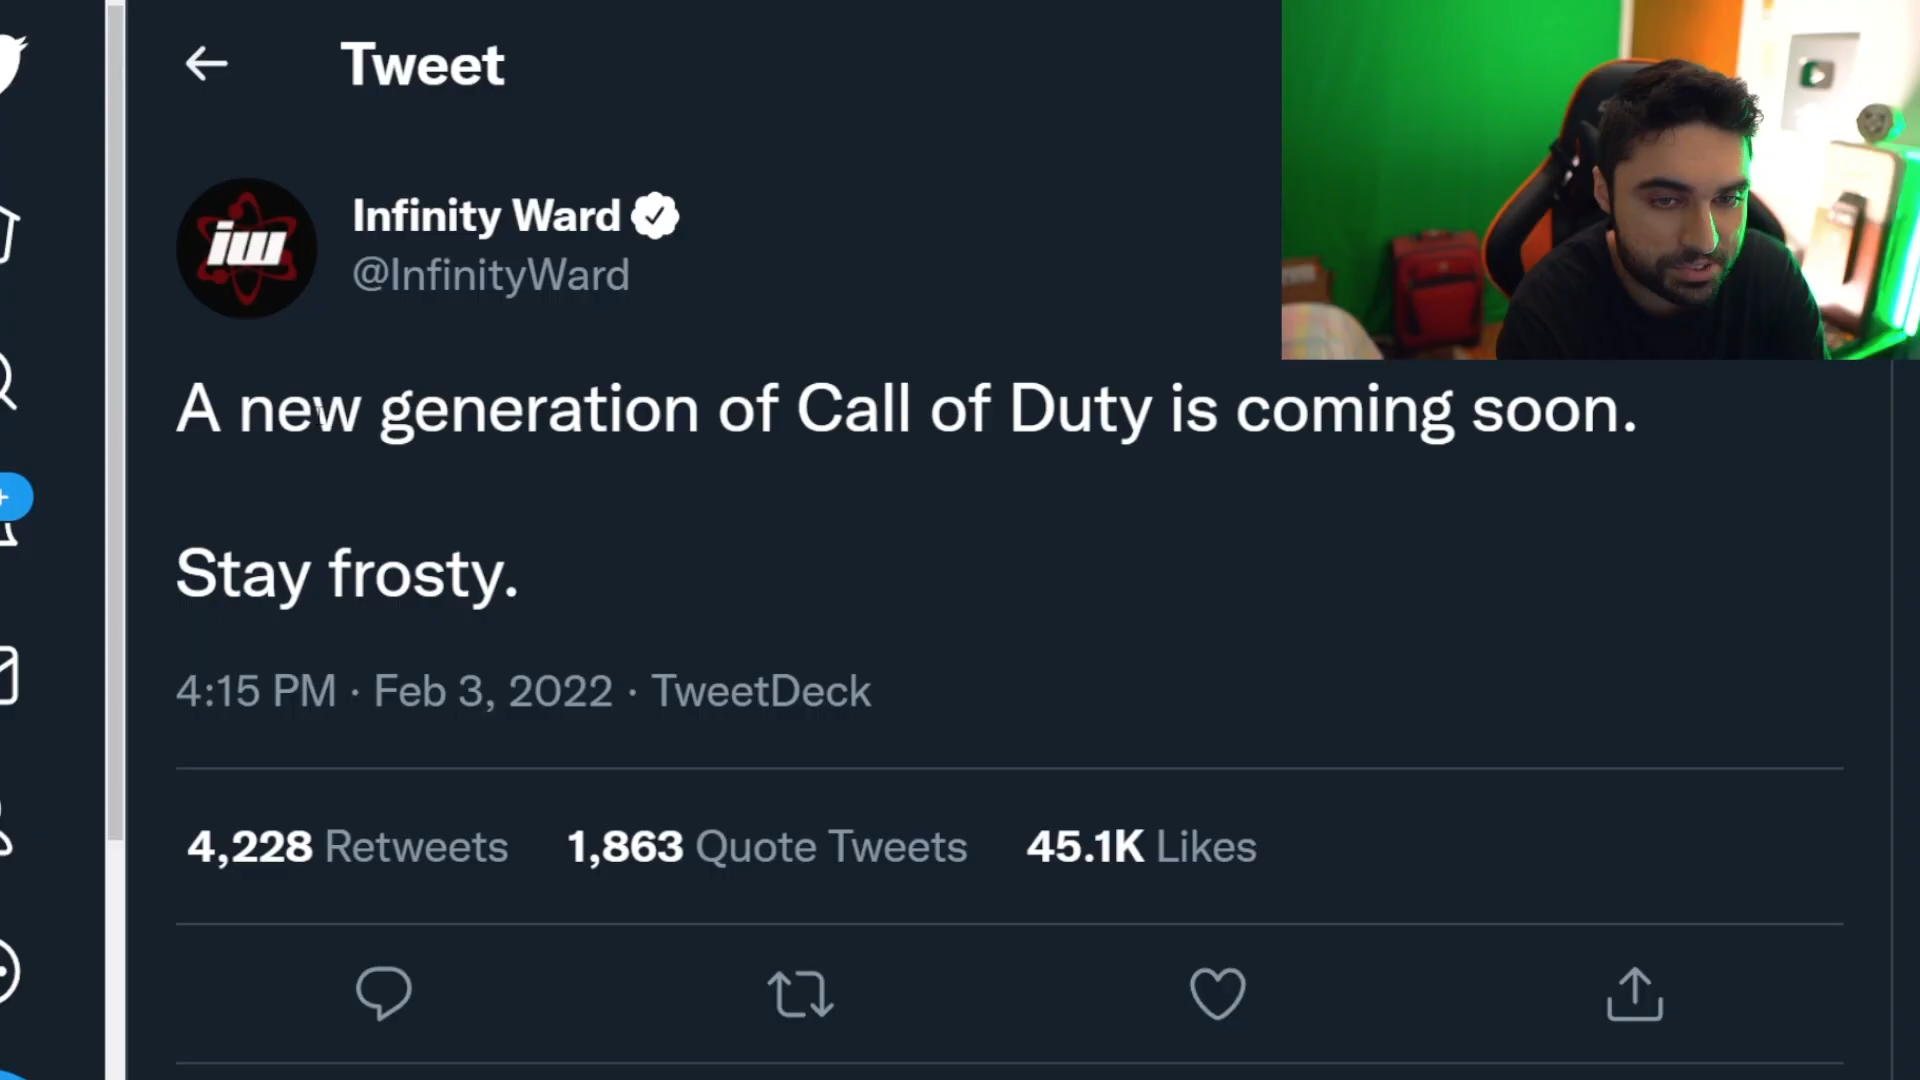 Tweet
iw
Infinity Ward
@InfinityWard
A new generation of Call of Duty is coming soon.
Stay frosty.
4:15 PM · Feb 3, 2022 · TweetDeck
4,228 Retweets 1,863 Quote Tweets 45.1K Likes